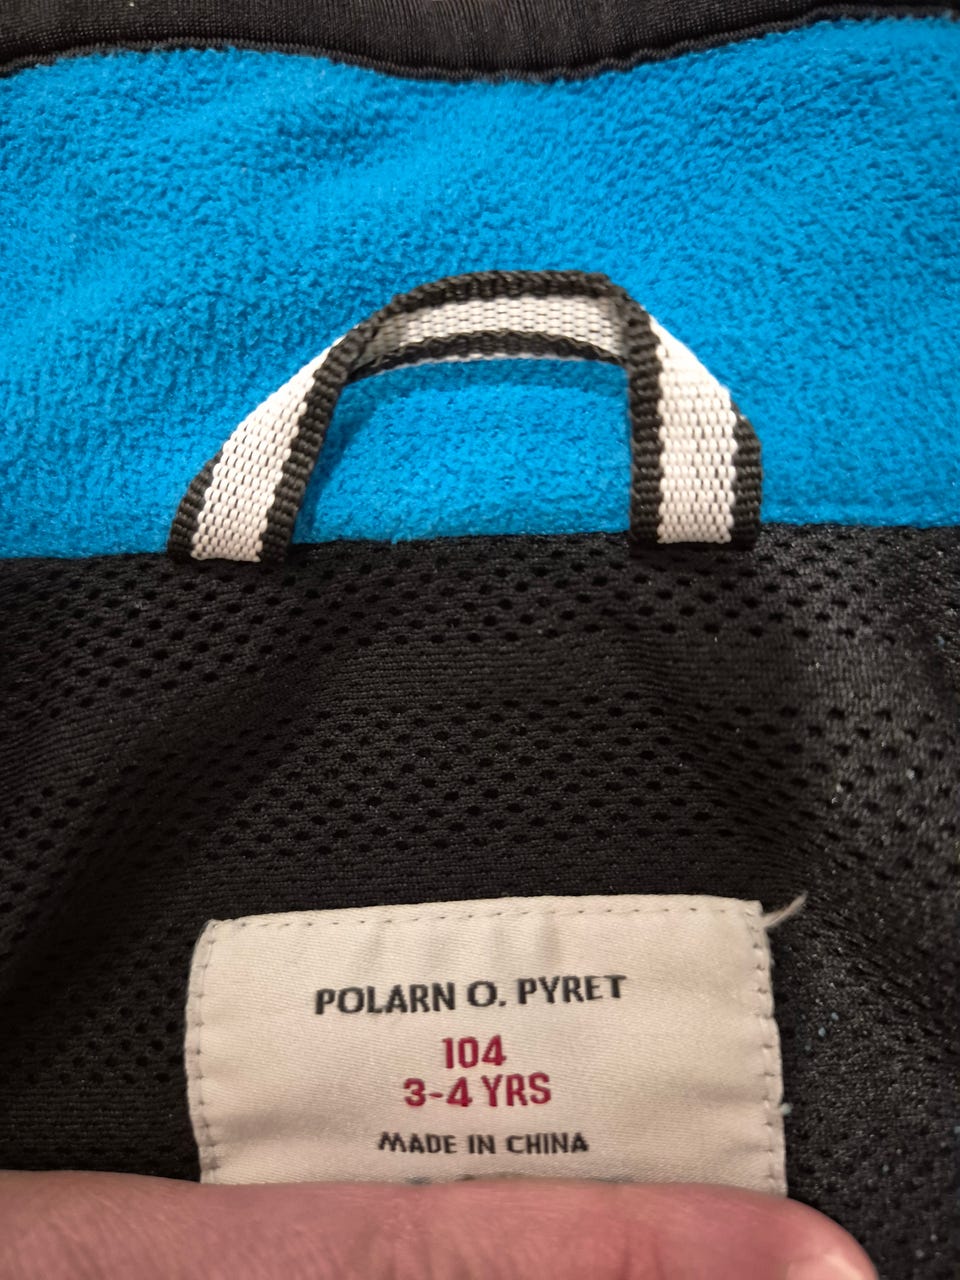 POLARN O. PYRET
104
3-4 YRS
MADE IN CHINA